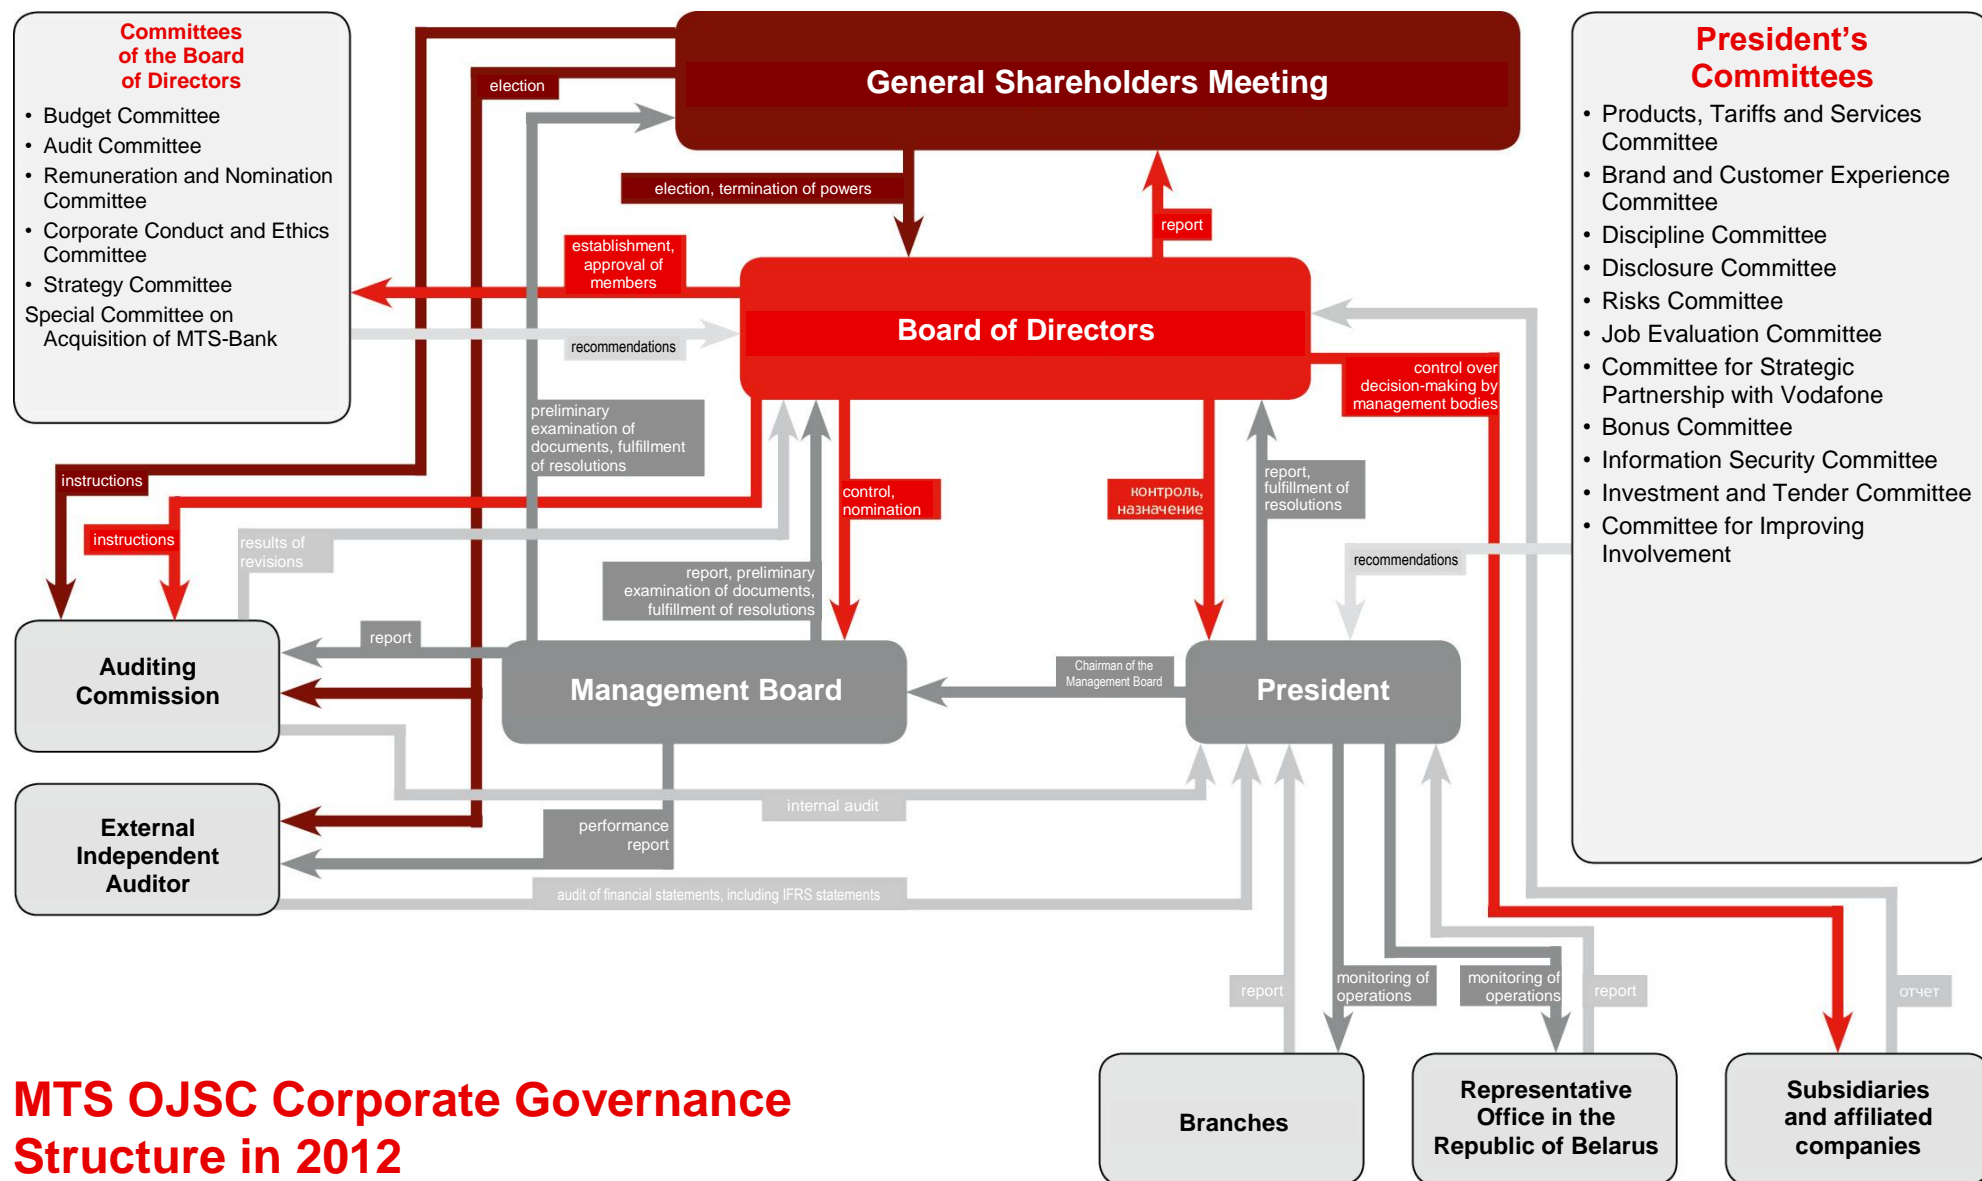 Committees
of the Board
of Directors
• Budget Committee
• Audit Committee
• Remuneration and Nomination
Committee
• Corporate Conduct and Ethics
Committee
• Strategy Committee
Special Committee on
Acquisition of MTS-Bank
General Shareholders Meeting
President's
Committees
• Products, Tariffs and Services
Committee
• Brand and Customer Experience
Committee
• Discipline Committee
• Disclosure Committee
• Risks Committee
• Job Evaluation Committee
• Committee for Strategic
Partnership with Vodafone
• Bonus Committee
• Information Security Committee
• Investment and Tender Committee
• Committee for Improving
Involvement
election
election, termination of powers
report
establishment,
approval of
members
Board of Directors
recommendations
control over
decision-making by
management bodies
preliminary
examination of
documents, fulfillment
of resolutions
instructions
instructions
results of
revisions
control,
nomination
контроль,
назначение
report,
fulfillment of
resolutions
recommendations
report, preliminary
examination of documents,
fulfillment of resolutions
report
Auditing
Commission
Management Board
Chairman of the
Management Board
President
internal audit
External
Independent
Auditor
performance
report
audit of financial statements, including IFRS statements
report
monitoring of
operations
monitoring of
operations
report
отчет
Branches
Representative
Office in the
Republic of Belarus
Subsidiaries
and affiliated
companies
MTS OJSC Corporate Governance
Structure in 2012